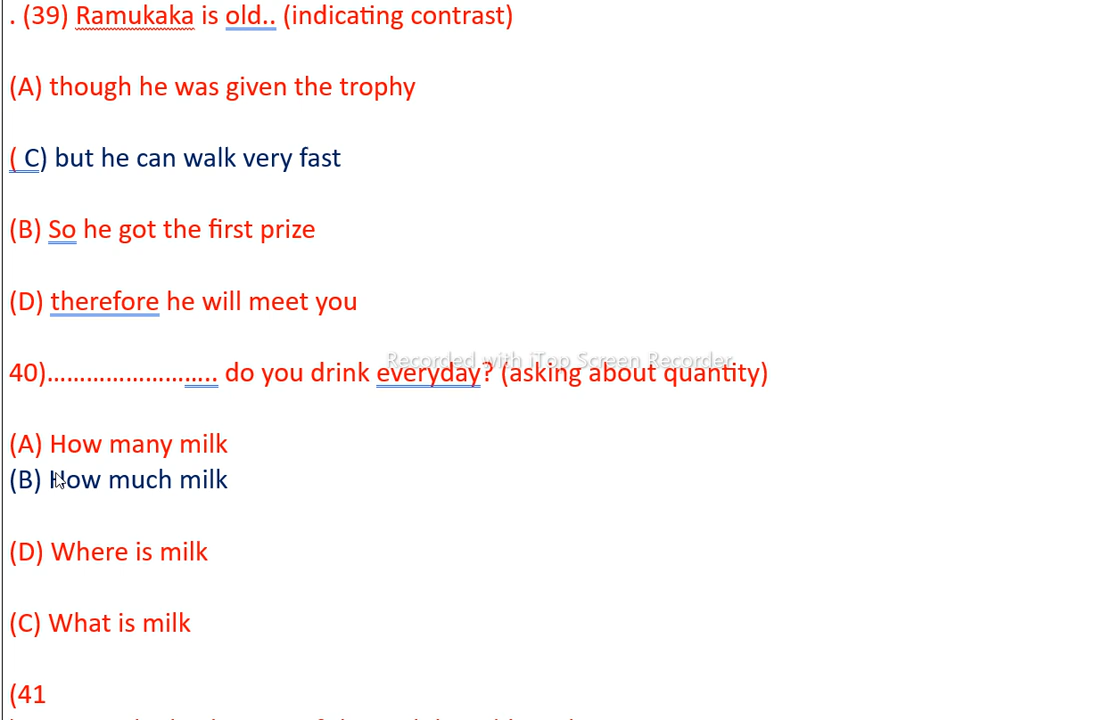 . (39) Ramukaka is old.. (indicating contrast)
(A) though he was given the trophy
( C) but he can walk very fast
(B) So he got the first prize
(D) therefore he will meet you
Recorded with iTop Screen Recorder
40)……………………….. do you drink everyday? (asking about quantity)
(A) How many milk
(B) How much milk
(D) Where is milk
(C) What is milk
(41